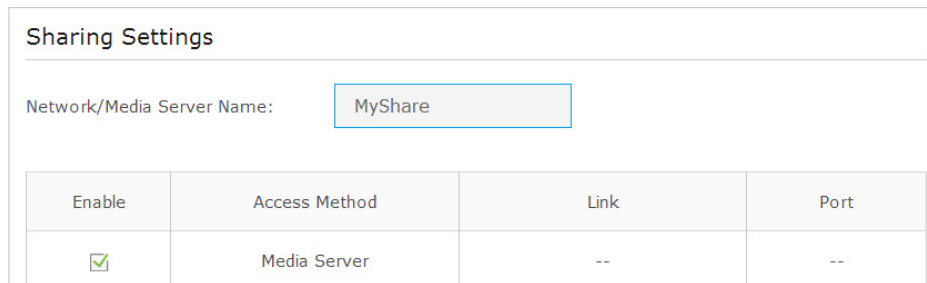 Sharing Settings
Network/Media Server Name: MyShare
Enable Access Method Link Port
Media Server -- --